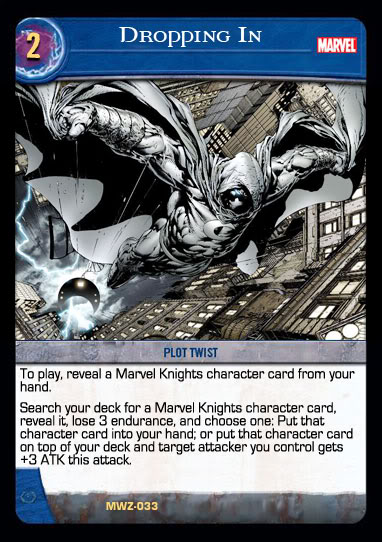 2
Dropping In
MARVEL
PLOT TWIST
To play, reveal a Marvel Knights character card from your
hand.
Search your deck for a Marvel Knights character card,
reveal it, lose 3 endurance, and choose one: Put that
character card into your hand; or put that character card
on top of your deck and target attacker you control gets
+3 ATK this attack.
MWZ-033